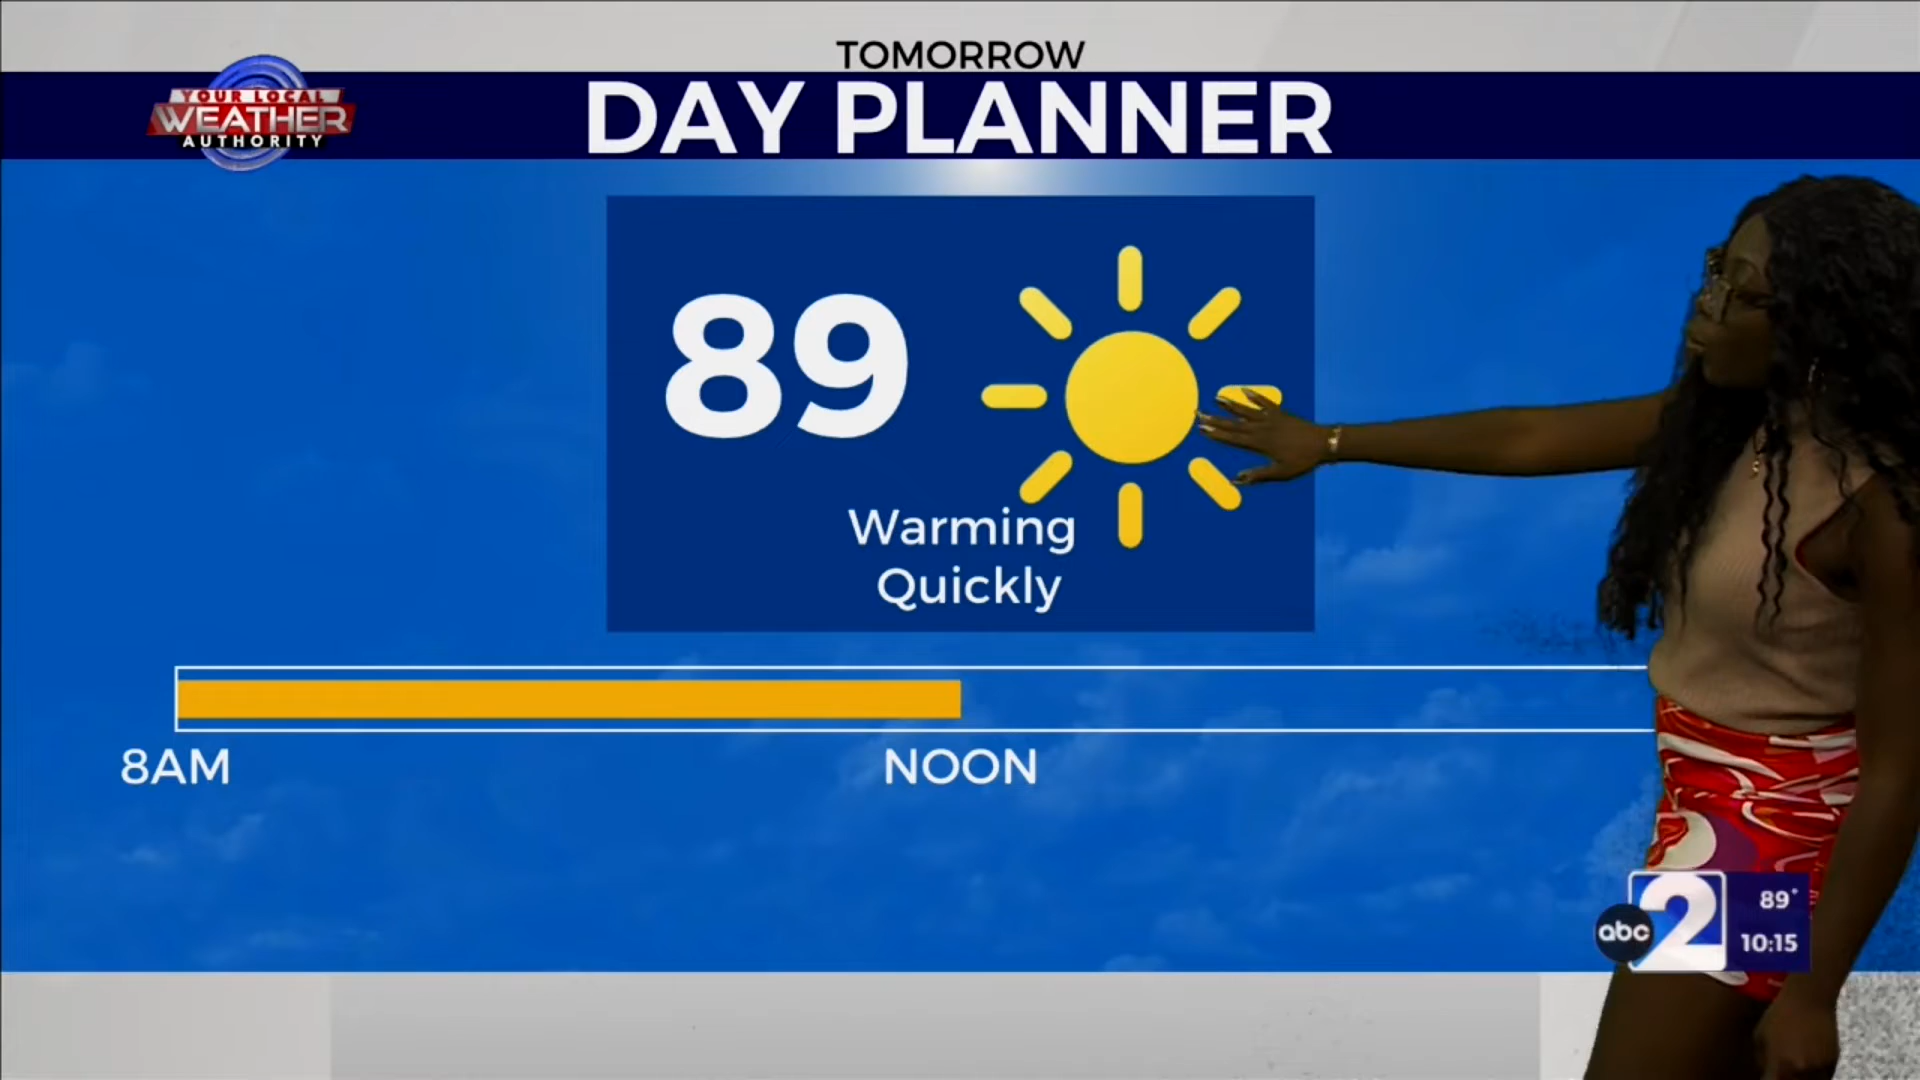 TOMORROW
DAY PLANNER
YOUR LOCAL
WEATHER
AUTHORITY
89
Warming
Quickly
8AM
NOON
abc
2
89°
10:15